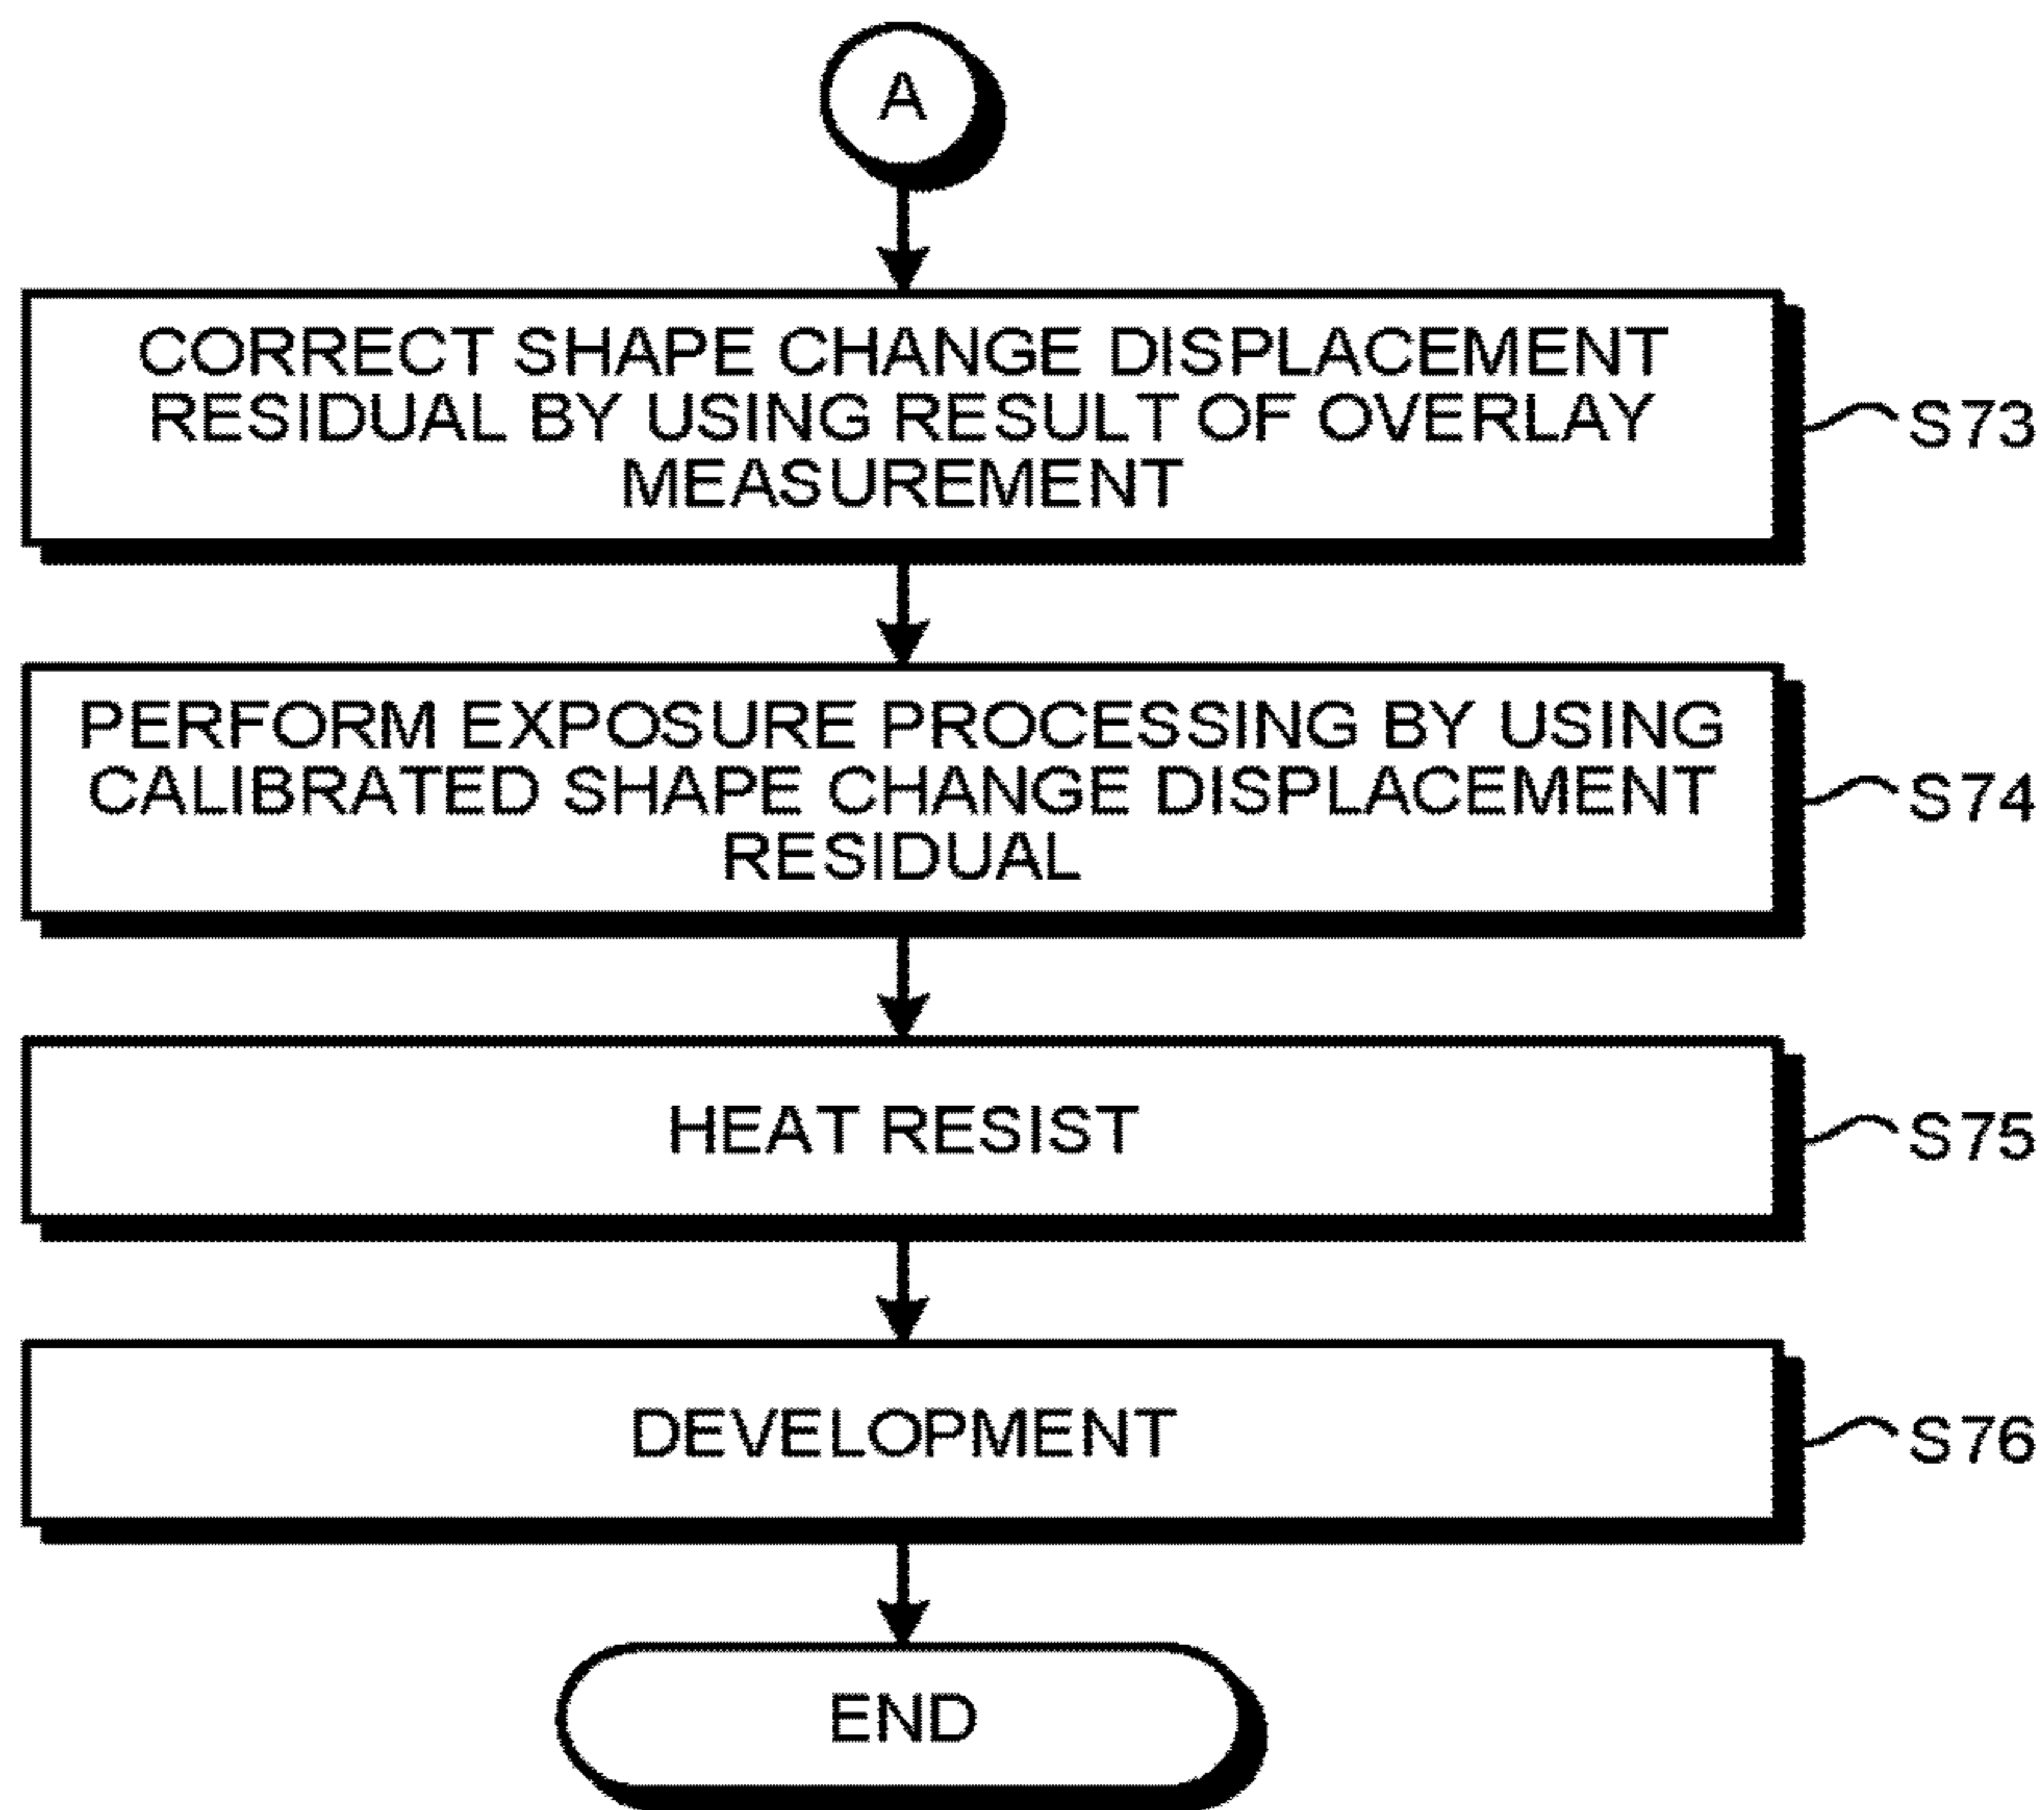 A
CORRECT SHAPE CHANGE DISPLACEMENT
RESIDUAL BY USING RESULT OF OVERLAY
MEASUREMENT
S73
PERFORM EXPOSURE PROCESSING BY USING
CALIBRATED SHAPE CHANGE DISPLACEMENT
RESIDUAL
S74
HEAT RESIST
S75
DEVELOPMENT
S76
END